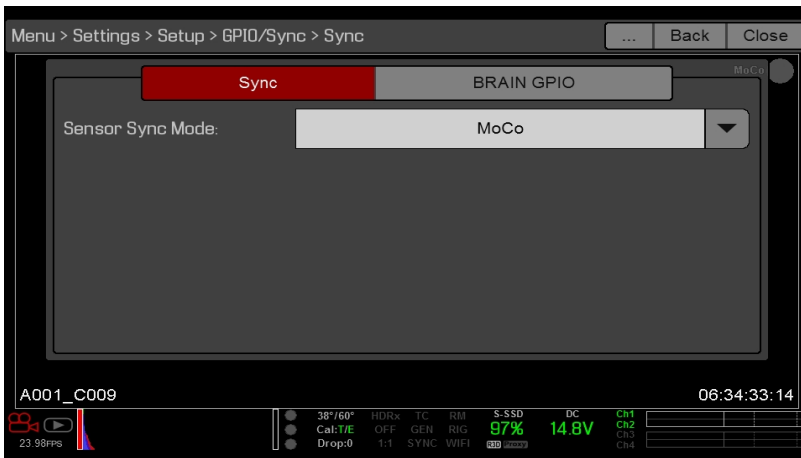 Menu > Settings > Setup > GPIO/Sync > Sync ... Back Close
MoCo
Sync BRAIN GPIO
Sensor Sync Mode: MoCo
A001_C009 06:34:33:14
38°/60° HDRx TC RM S-SSD DC Ch1
Cal:T/E OFF GEN RIG 97% 14.8V Ch2
Ch3
23.98FPS Drop:0 1:1 SYNC WIFI R3D Proxy Ch4